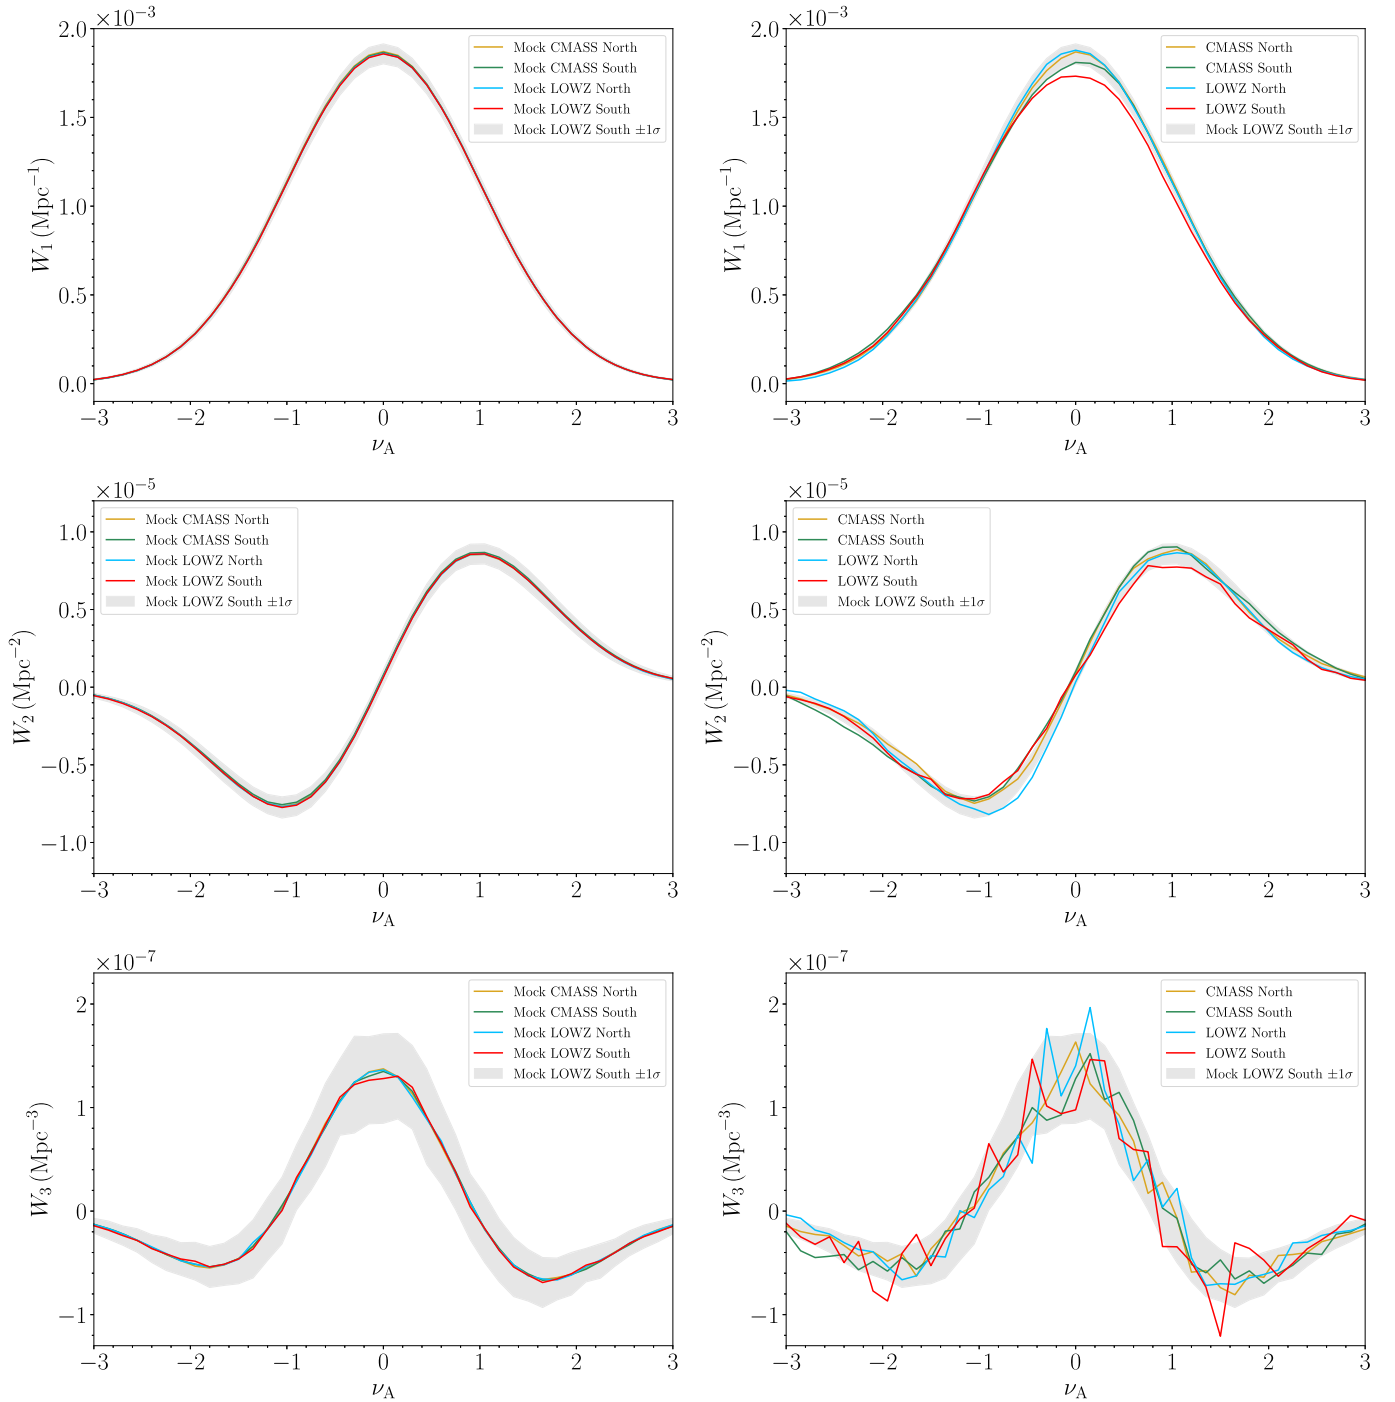 ×10⁻³
2.0
1.5
1.0
0.5
0.0
W₁ (Mpc⁻¹)
Mock CMASS North
Mock CMASS South
Mock LOWZ North
Mock LOWZ South
Mock LOWZ South ±1σ
−3 −2 −1 0 1 2 3
ν_A
×10⁻³
2.0
1.5
1.0
0.5
0.0
W₁ (Mpc⁻¹)
CMASS North
CMASS South
LOWZ North
LOWZ South
Mock LOWZ South ±1σ
−3 −2 −1 0 1 2 3
ν_A
×10⁻⁵
1.0
0.5
0.0
−0.5
−1.0
W₂ (Mpc⁻²)
Mock CMASS North
Mock CMASS South
Mock LOWZ North
Mock LOWZ South
Mock LOWZ South ±1σ
−3 −2 −1 0 1 2 3
ν_A
×10⁻⁵
1.0
0.5
0.0
−0.5
−1.0
W₂ (Mpc⁻²)
CMASS North
CMASS South
LOWZ North
LOWZ South
Mock LOWZ South ±1σ
−3 −2 −1 0 1 2 3
ν_A
×10⁻⁷
2
1
0
−1
W₃ (Mpc⁻³)
Mock CMASS North
Mock CMASS South
Mock LOWZ North
Mock LOWZ South
Mock LOWZ South ±1σ
−3 −2 −1 0 1 2 3
ν_A
×10⁻⁷
2
1
0
−1
W₃ (Mpc⁻³)
CMASS North
CMASS South
LOWZ North
LOWZ South
Mock LOWZ South ±1σ
−3 −2 −1 0 1 2 3
ν_A